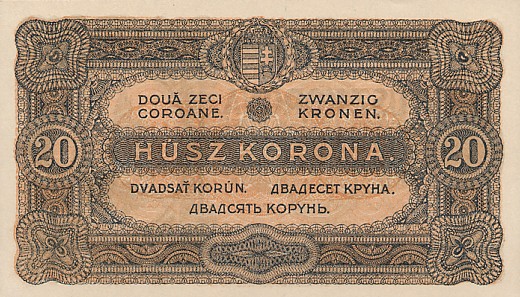 DOUĂ ZECI
COROANE.
ZWANZIG
KRONEN.
20
HÚSZ KORONA.
20
DVADSAŤ KORÚN.
ДВАДЕСЕТ КРУНА.
ДВАДСЯТЬ КОРУНЬ.